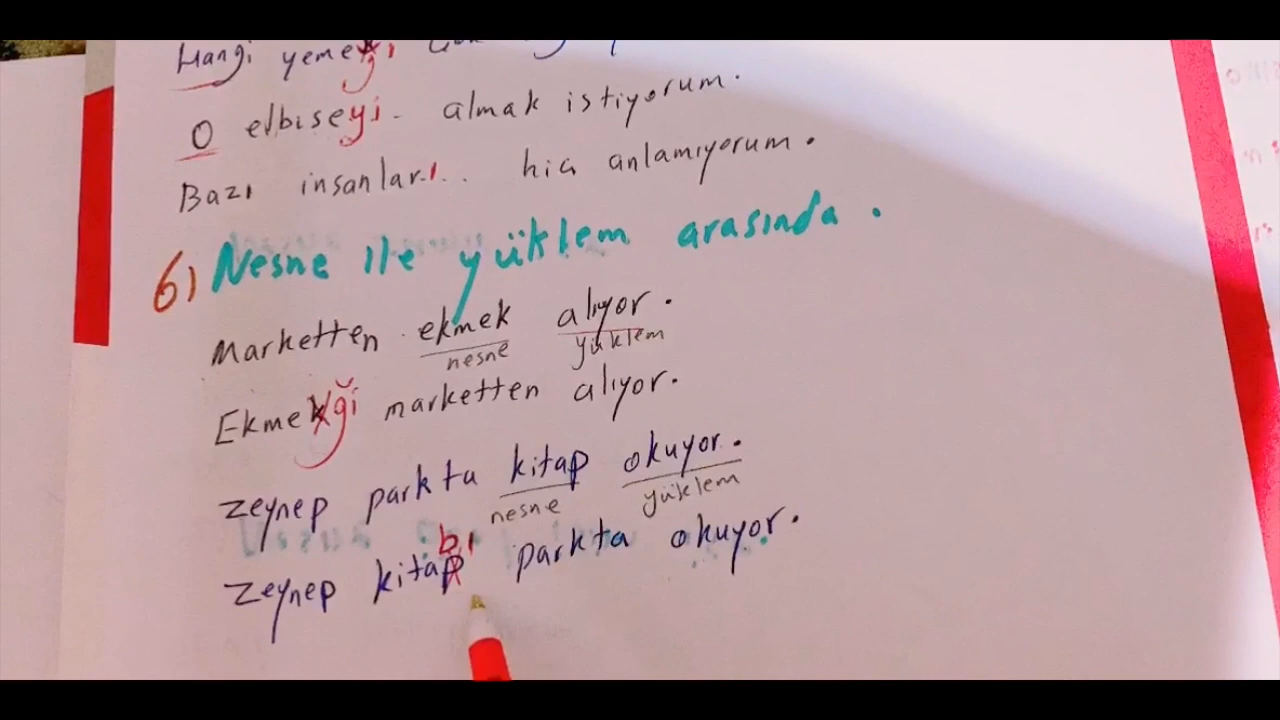 Hangi yemeği
O elbiseyi. almak istiyorum.
Bazı insanları.. hiç anlamıyorum.
6) Nesne ile yüklem arasında.
Marketten ekmek alıyor.
nesne yüklem
Ekmeği marketten alıyor.
Zeynep parkta kitap okuyor.
nesne yüklem
Zeynep kitabı parkta okuyor.